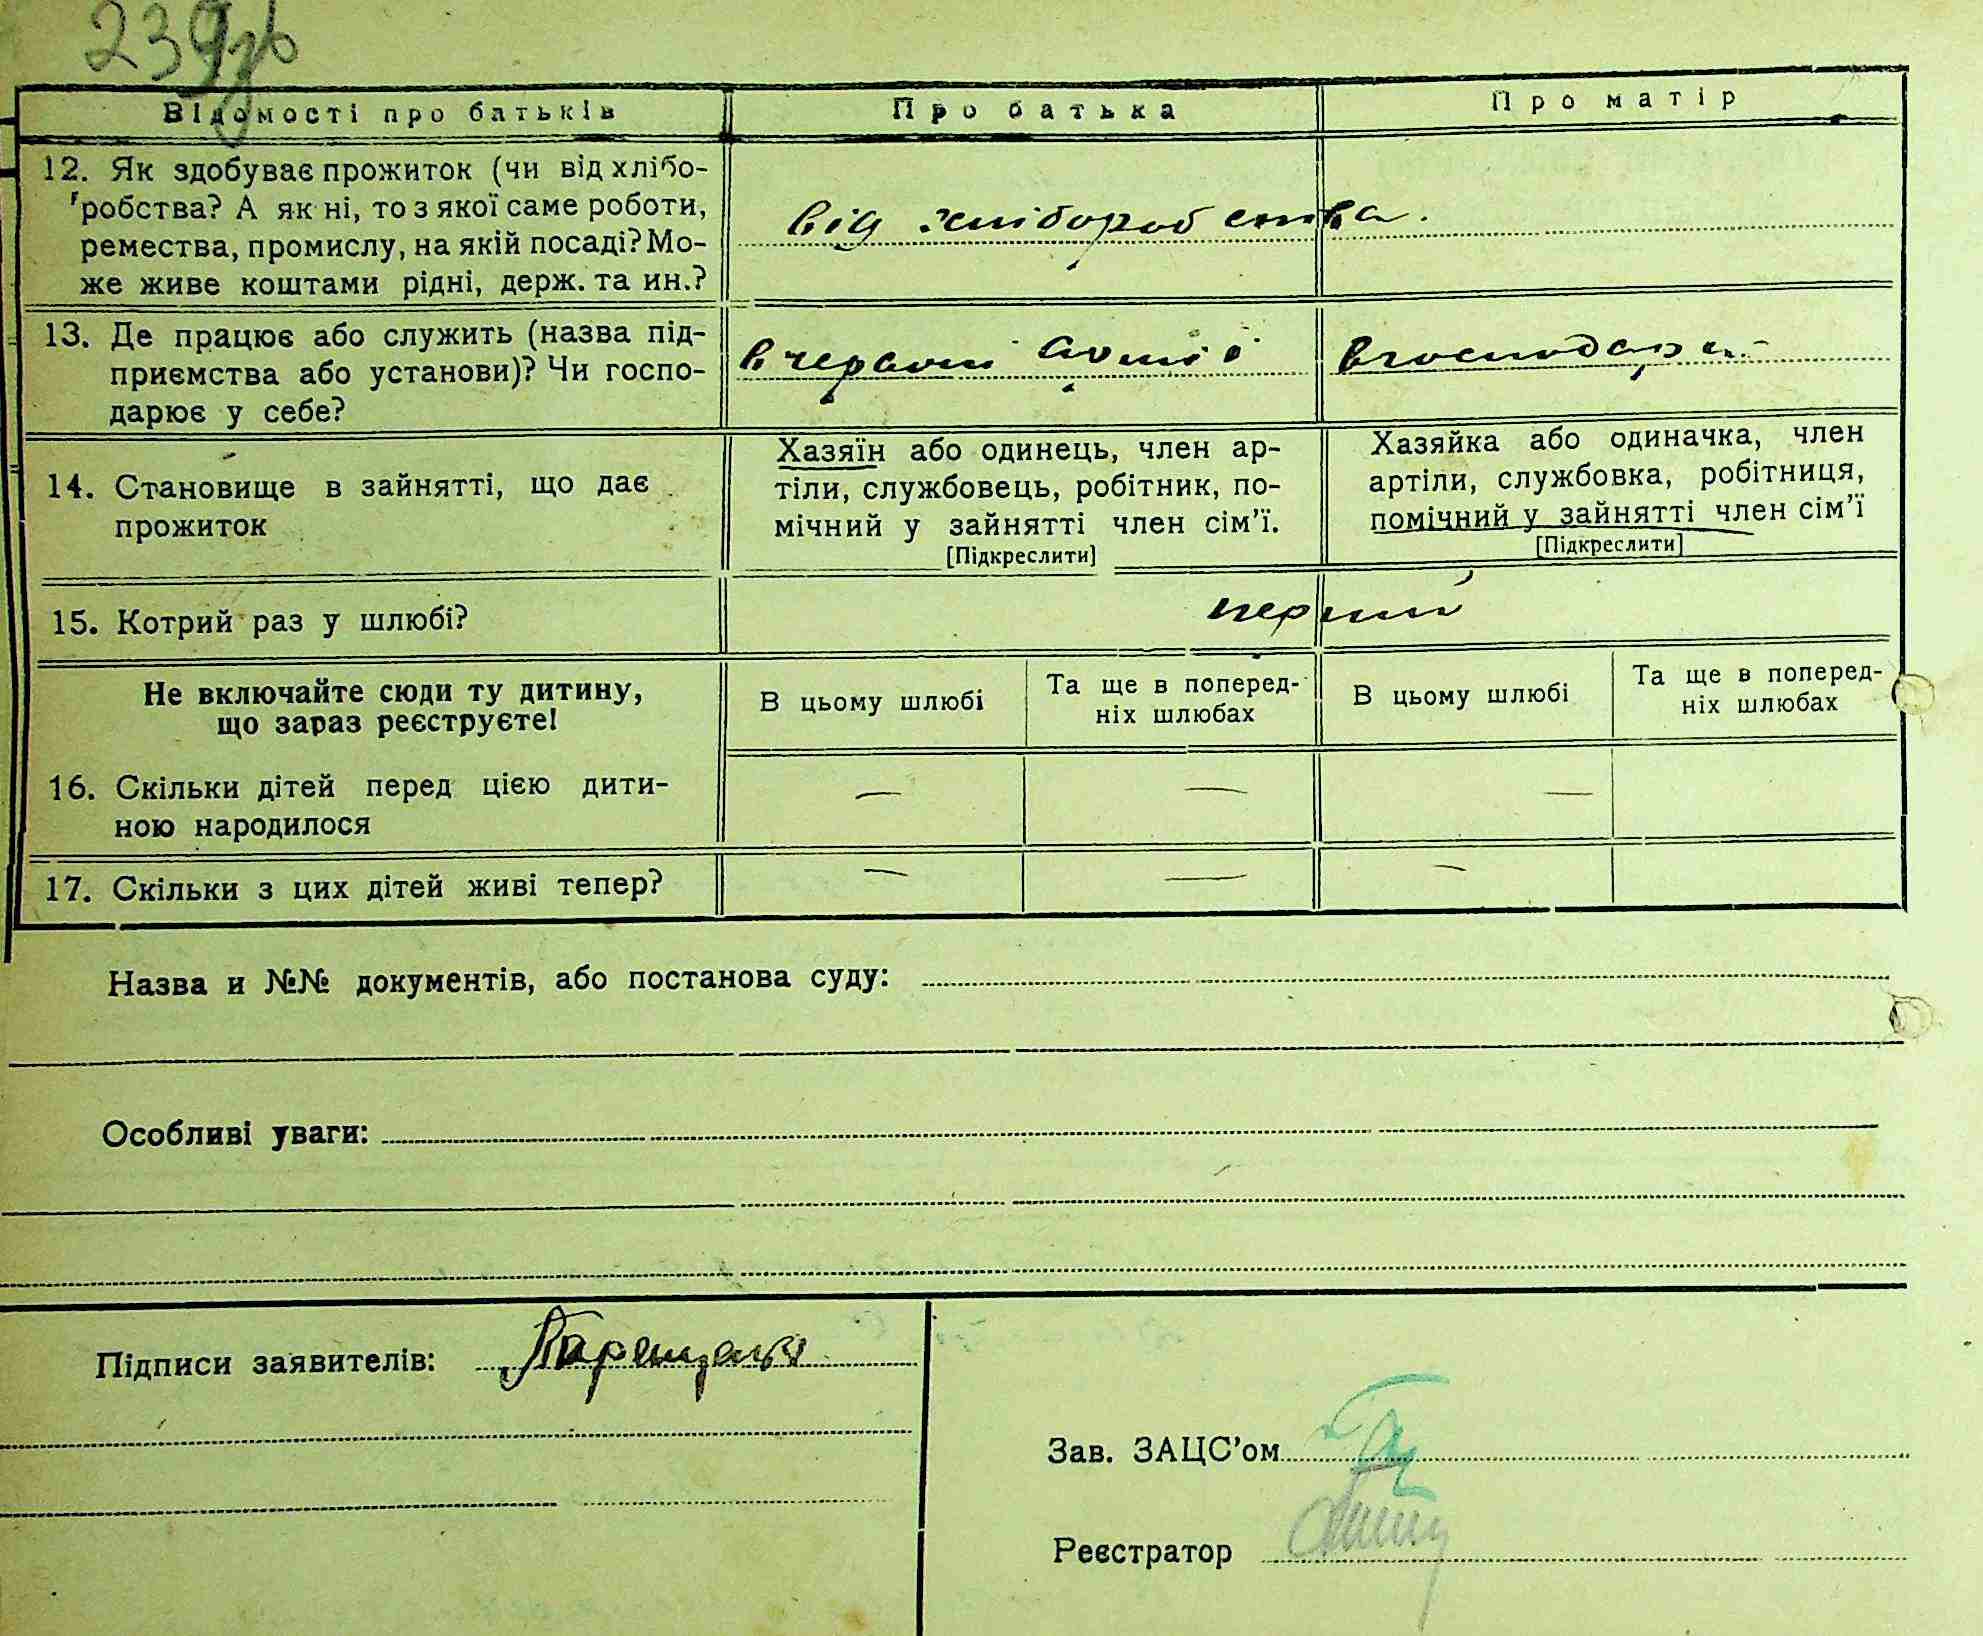 239зв
Відомості про батьків Про батька Про матір
12. Як здобуває прожиток (чи від хлібо-
робства? А як ні, то з якої саме роботи,
ремества, промислу, на якій посаді? Мо-
же живе коштами рідні, держ. та ин.?
від хліборобства.
13. Де працює або служить (назва під-
приємства або установи)? Чи госпо-
дарює у себе?
в червоні армії
в господар
14. Становище в зайнятті, що дає
прожиток
Хазяїн або одинець, член ар-
тіли, службовець, робітник, по-
мічний у зайнятті член сім'ї.
[Підкреслити]
Хазяйка або одиначка, член
артіли, службовка, робітниця,
помічний у зайнятті член сім'ї
[Підкреслити]
15. Котрий раз у шлюбі?
перший
Не включайте сюди ту дитину,
що зараз реєструєте!
В цьому шлюбі
Та ще в поперед-
ніх шлюбах
В цьому шлюбі
Та ще в поперед-
ніх шлюбах
16. Скільки дітей перед цією дити-
ною народилося
— — —
17. Скільки з цих дітей живі тепер?
— — —
Назва и №№ документів, або постанова суду:
Особливі уваги:
Підписи заявителів:
Зав. ЗАЦС'ом
Реєстратор